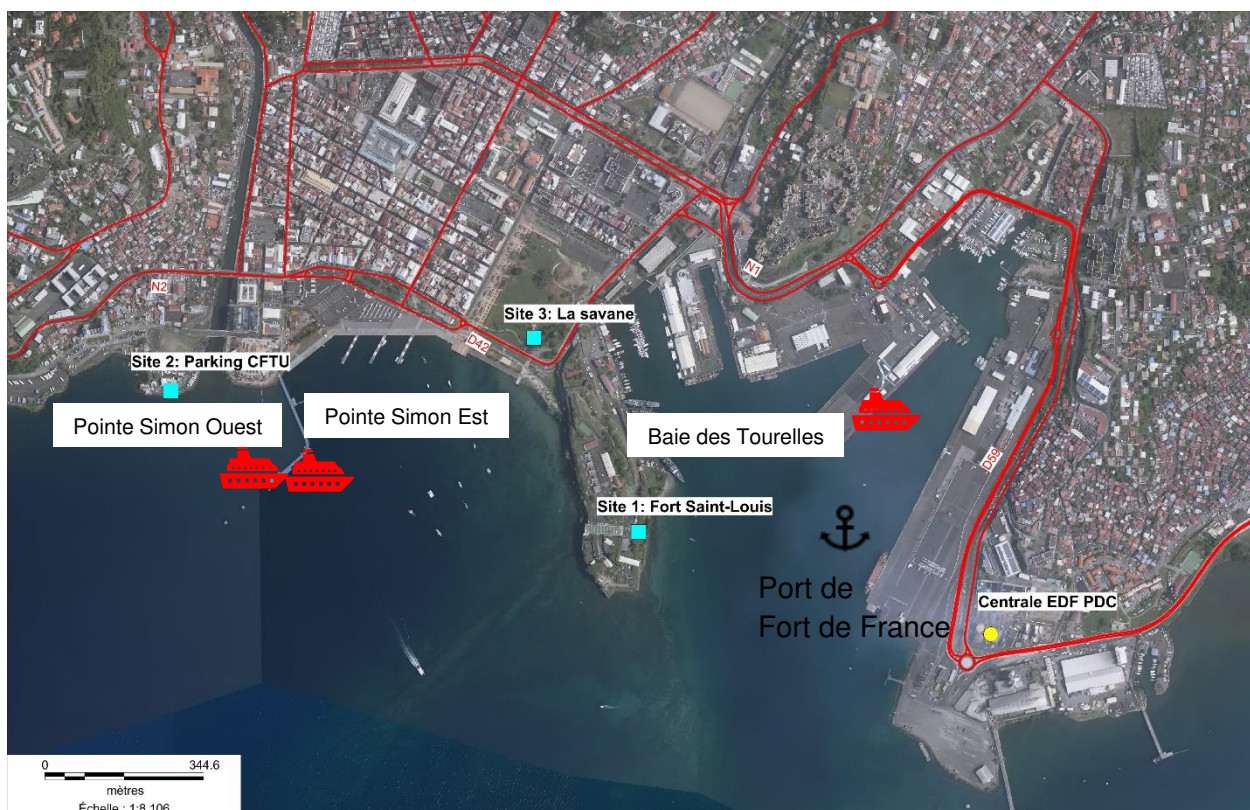 N1
N2
Site 3: La savane
D42
Site 2: Parking CFTU
Pointe Simon Ouest
Pointe Simon Est
Baie des Tourelles
D59
Site 1: Fort Saint-Louis
Port de
Fort de France
Centrale EDF PDC
0 344.6
mètres
Échelle : 1:8 106